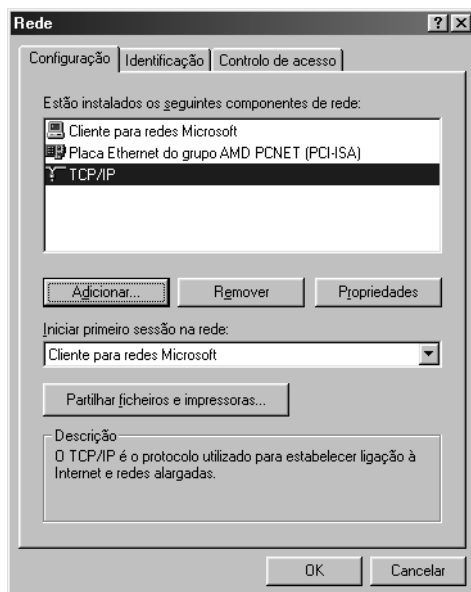 Rede
Configuração Identificação Controlo de acesso
Estão instalados os seguintes componentes de rede:
Cliente para redes Microsoft
Placa Ethernet do grupo AMD PCNET (PCI-ISA)
TCP/IP
Adicionar... Remover Propriedades
Iniciar primeiro sessão na rede:
Cliente para redes Microsoft
Partilhar ficheiros e impressoras...
Descrição
O TCP/IP é o protocolo utilizado para estabelecer ligação à
Internet e redes alargadas.
OK Cancelar